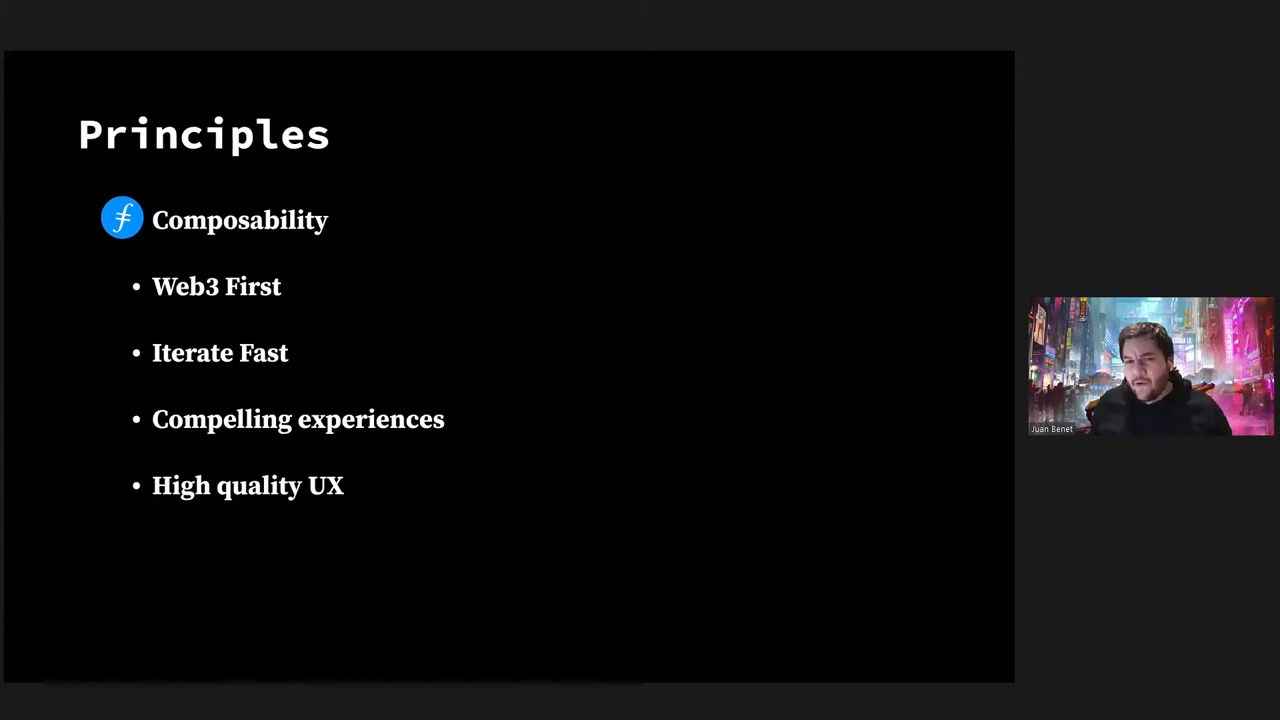 Principles
Composability
• Web3 First
• Iterate Fast
• Compelling experiences
• High quality UX
Juan Benet